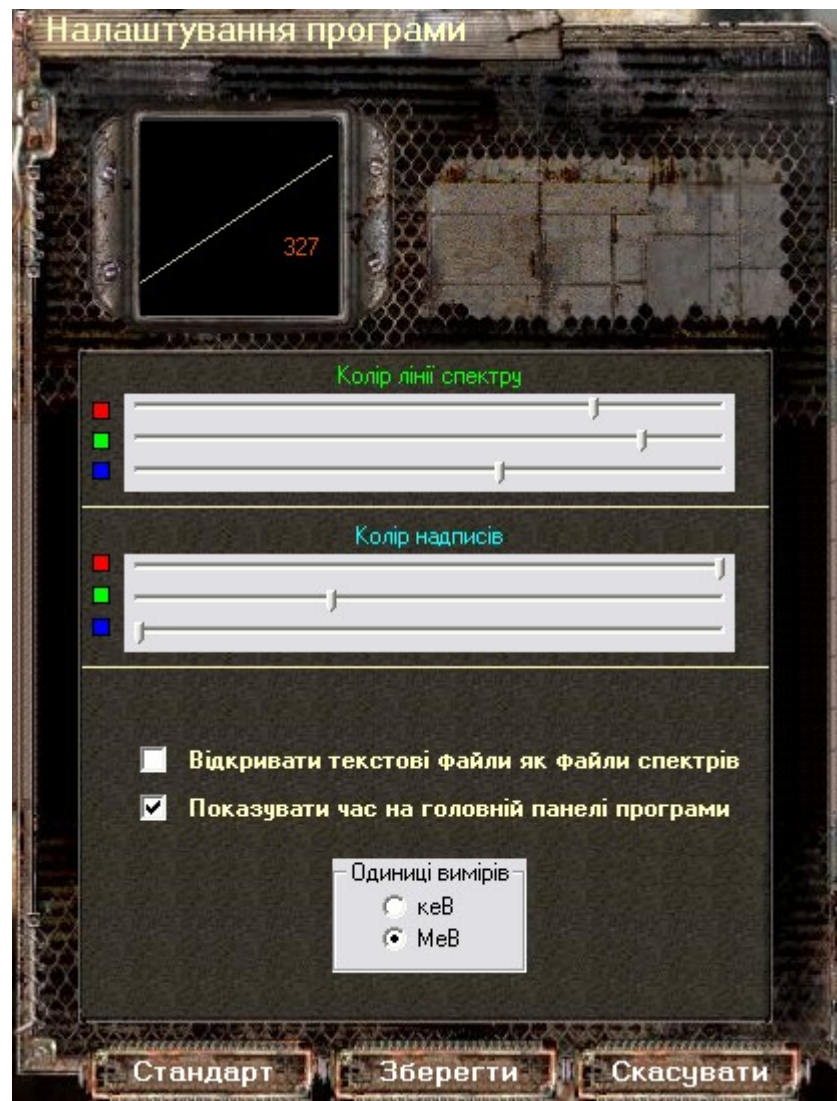 Налаштування програми
327
Колір лінії спектру
Колір надписів
Відкривати текстові файли як файли спектрів
Показувати час на головній панелі програми
Одиниці вимірів
кеВ
МеВ
Стандарт Зберегти Скасувати